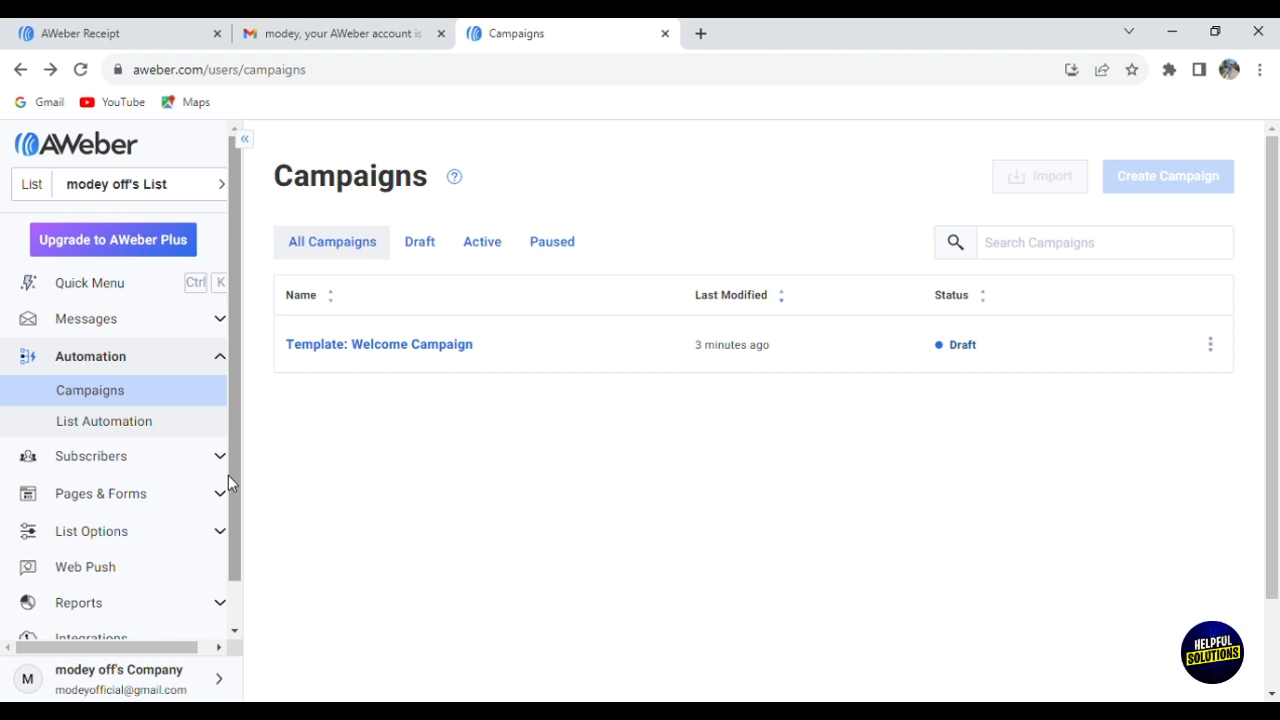 AWeber Receipt
modey, your AWeber account is
Campaigns
aweber.com/users/campaigns
Gmail
YouTube
Maps
AWeber
List
modey off's List
Upgrade to AWeber Plus
Quick Menu
Ctrl
K
Messages
Automation
Campaigns
List Automation
Subscribers
Pages & Forms
List Options
Web Push
Reports
Integrations
M
modey off's Company
modeyofficial@gmail.com
Campaigns
Import
Create Campaign
All Campaigns
Draft
Active
Paused
Search Campaigns
Name
Last Modified
Status
Template: Welcome Campaign
3 minutes ago
Draft
HELPFUL
SOLUTIONS